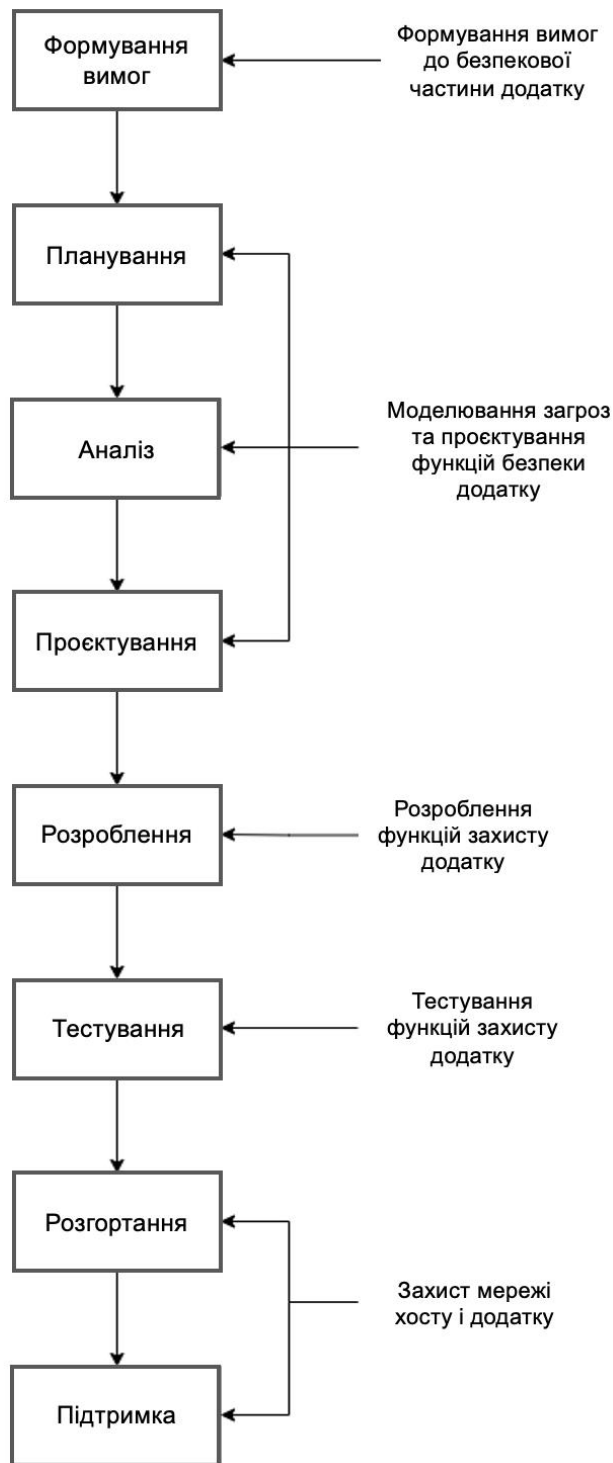 Формування
вимог
Формування вимог
до безпекової
частини додатку
Планування
Аналіз
Моделювання загроз
та проєктування
функцій безпеки
додатку
Проєктування
Розроблення
Розроблення
функцій захисту
додатку
Тестування
Тестування
функцій захисту
додатку
Розгортання
Захист мережі
хосту і додатку
Підтримка